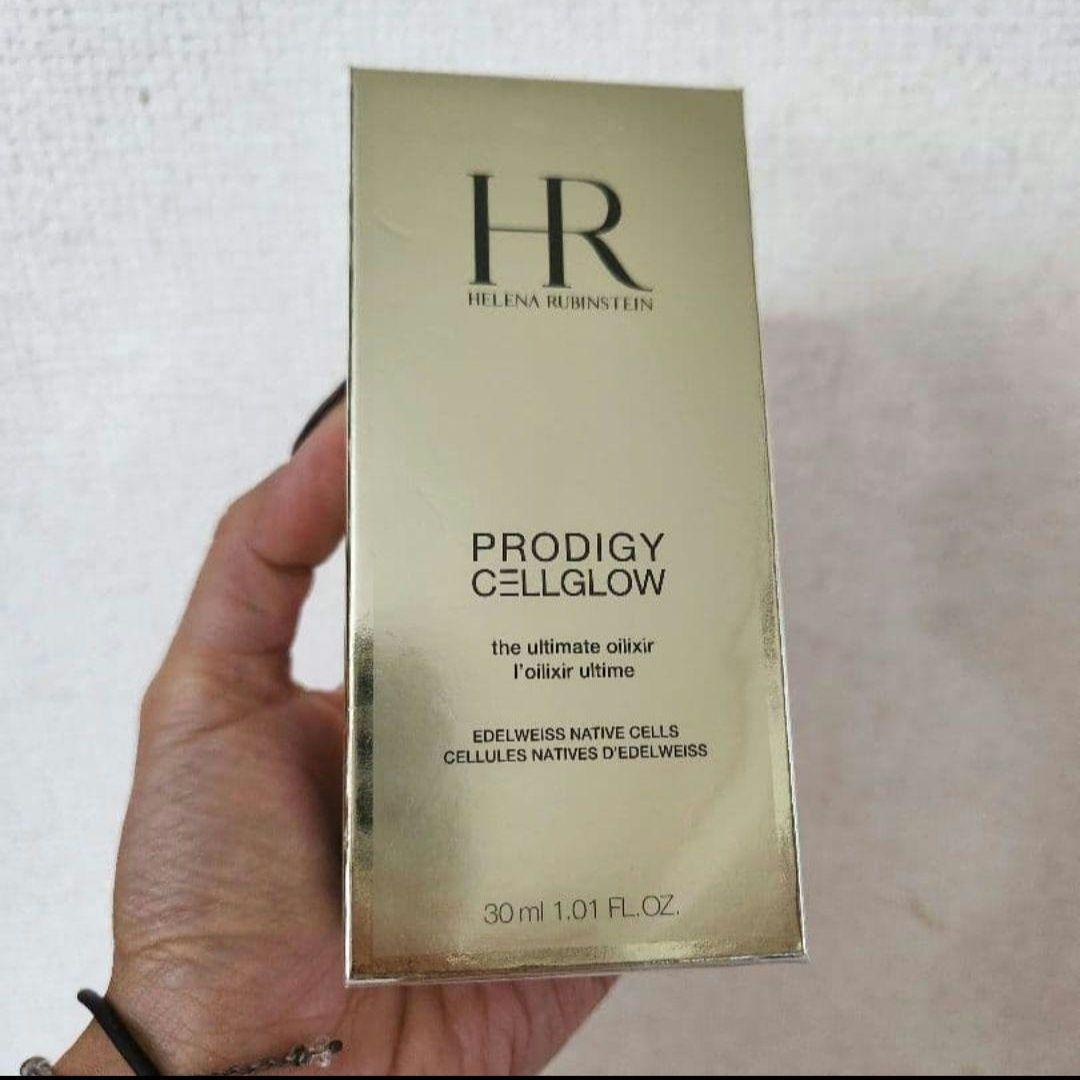 HR
HELENA RUBINSTEIN
PRODIGY
CELLGLOW
the ultimate oilixir
l'oilixir ultime
EDELWEISS NATIVE CELLS
CELLULES NATIVES D'EDELWEISS
30 ml 1.01 FL.OZ.